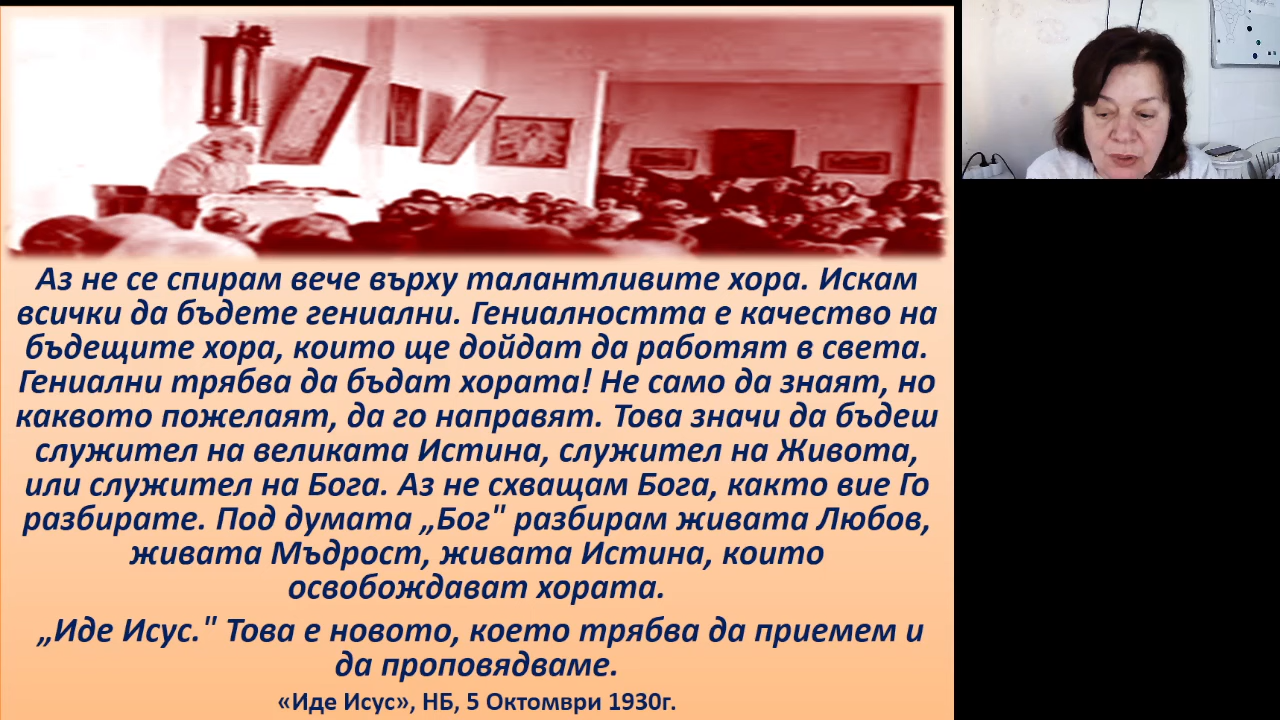 Аз не се спирам вече върху талантливите хора. Искам
всички да бъдете гениални. Гениалността е качество на
бъдещите хора, които ще дойдат да работят в света.
Гениални трябва да бъдат хората! Не само да знаят, но
каквото пожелаят, да го направят. Това значи да бъдеш
служител на великата Истина, служител на Живота,
или служител на Бога. Аз не схващам Бога, както вие Го
разбирате. Под думата „Бог" разбирам живата Любов,
живата Мъдрост, живата Истина, които
освобождават хората.
„Иде Исус." Това е новото, което трябва да приемем и
да проповядваме.
«Иде Исус», НБ, 5 Октомври 1930г.